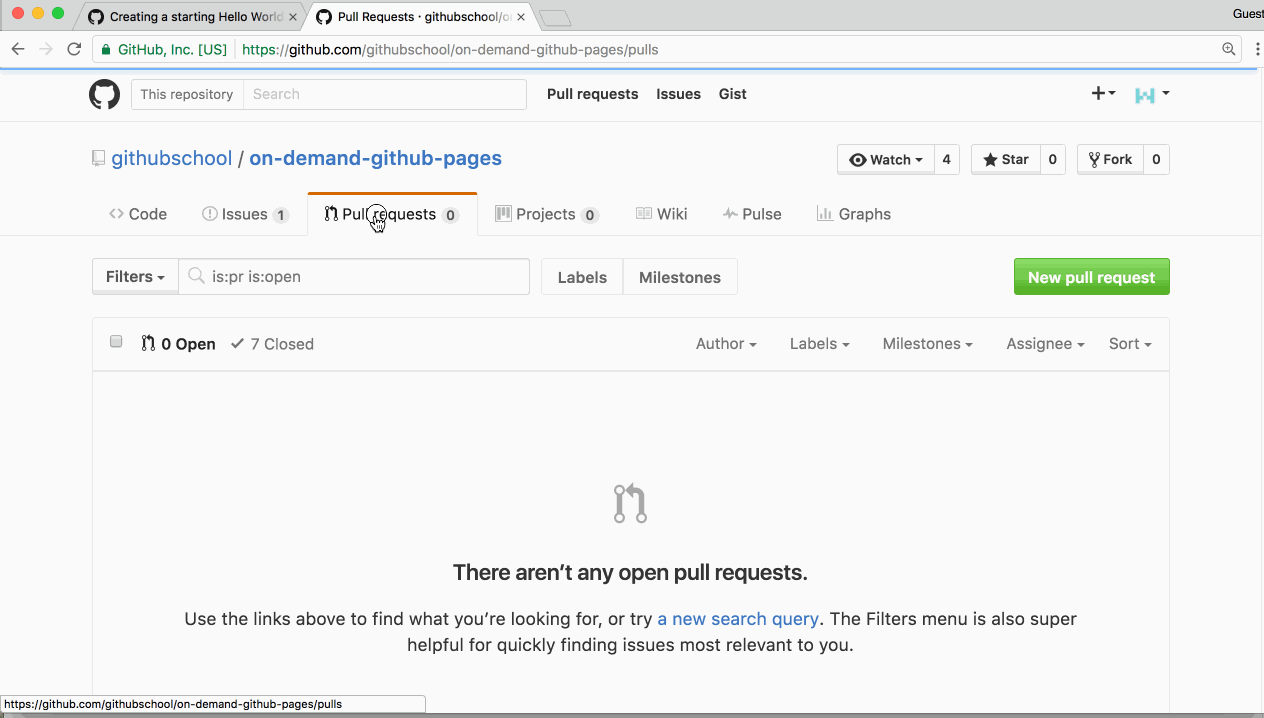 Creating a starting Hello World
Pull Requests · githubschool/o
Guest
GitHub, Inc. [US] https://github.com/githubschool/on-demand-github-pages/pulls
This repository Search Pull requests Issues Gist
githubschool / on-demand-github-pages
Watch 4 Star 0 Fork 0
Code Issues 1 Pull requests 0 Projects 0 Wiki Pulse Graphs
Filters is:pr is:open Labels Milestones New pull request
0 Open 7 Closed Author Labels Milestones Assignee Sort
There aren’t any open pull requests.
Use the links above to find what you’re looking for, or try a new search query. The Filters menu is also super
helpful for quickly finding issues most relevant to you.
https://github.com/githubschool/on-demand-github-pages/pulls